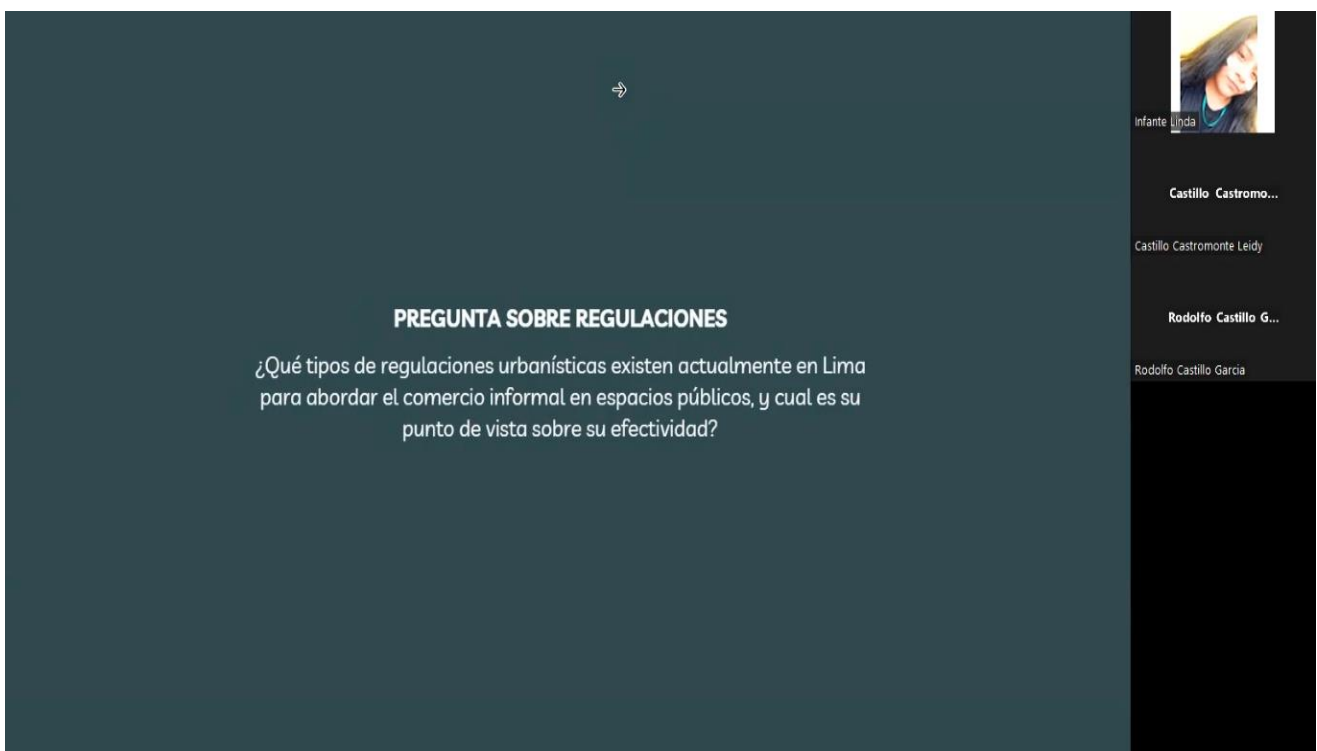 PREGUNTA SOBRE REGULACIONES
¿Qué tipos de regulaciones urbanísticas existen actualmente en Lima
para abordar el comercio informal en espacios públicos, y cual es su
punto de vista sobre su efectividad?
Infante Linda
Castillo Castromo...
Castillo Castromonte Leidy
Rodolfo Castillo G...
Rodolfo Castillo Garcia